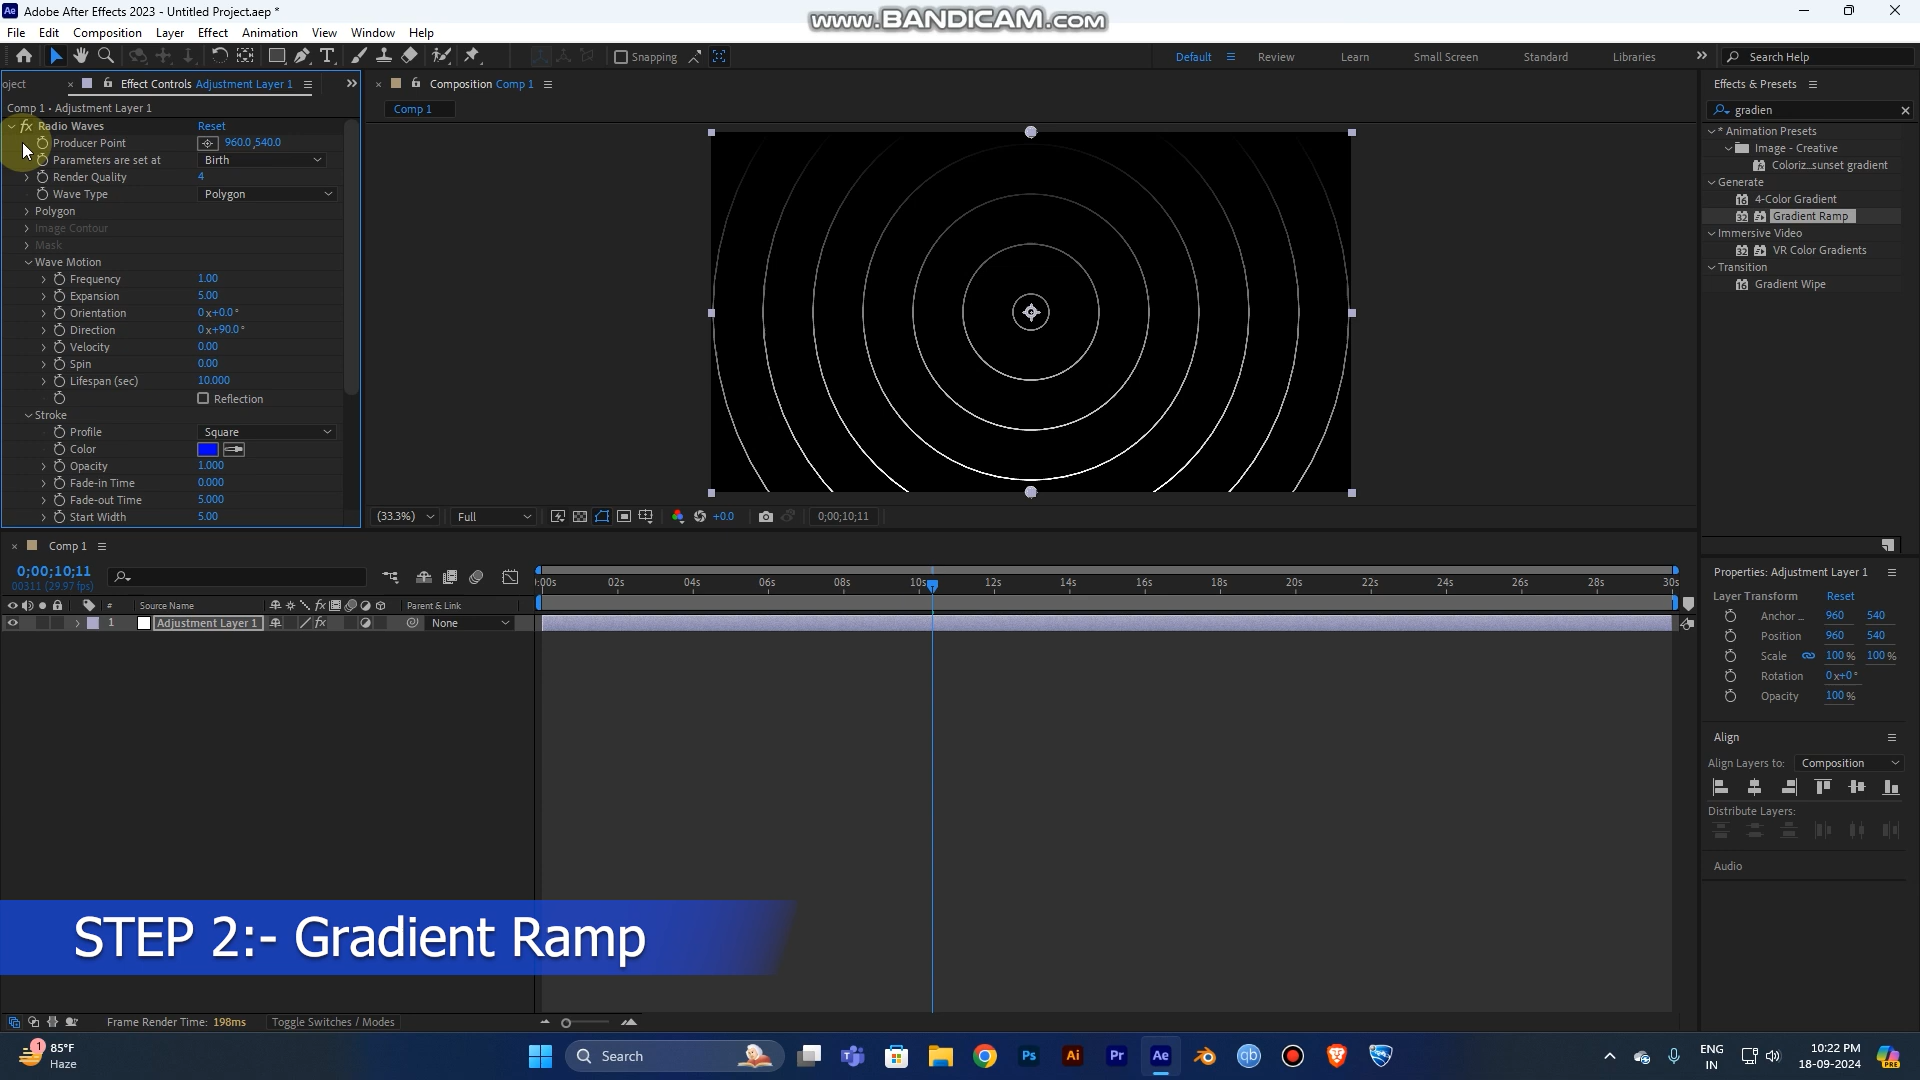 Adobe After Effects 2023 - Untitled Project.aep *
www.BANDICAM.com
File Edit Composition Layer Effect Animation View Window Help
Snapping
Default Review Learn Small Screen Standard Libraries
Search Help
oject
Effect Controls Adjustment Layer 1
Comp 1 • Adjustment Layer 1
fx Radio Waves Reset
Producer Point 960.0,540.0
Parameters are set at Birth
Render Quality 4
Wave Type Polygon
Polygon
Image Contour
Mask
Wave Motion
Frequency 1.00
Expansion 5.00
Orientation 0x+0.0°
Direction 0x+90.0°
Velocity 0.00
Spin 0.00
Lifespan (sec) 10.000
Reflection
Stroke
Profile Square
Color
Opacity 1.000
Fade-in Time 0.000
Fade-out Time 5.000
Start Width 5.00
Composition Comp 1
Comp 1
(33.3%) Full +0.0 0;00;10;11
Effects & Presets
gradien
* Animation Presets
Image - Creative
Coloriz...sunset gradient
Generate
4-Color Gradient
Gradient Ramp
Immersive Video
VR Color Gradients
Transition
Gradient Wipe
Comp 1
0;00;10;11
00311 (29.97 fps)
:00s 02s 04s 06s 08s 10s 12s 14s 16s 18s 20s 22s 24s 26s 28s 30s
# Source Name fx Parent & Link
1 Adjustment Layer 1 fx None
Properties: Adjustment Layer 1
Layer Transform Reset
Anchor ... 960 540
Position 960 540
Scale 100% 100%
Rotation 0x+0°
Opacity 100%
Align
Align Layers to: Composition
Distribute Layers:
Audio
STEP 2:- Gradient Ramp
Frame Render Time: 198ms Toggle Switches / Modes
1
85°F
Haze
Search
Ps Ai Pr Ae qb
ENG
IN
10:22 PM
18-09-2024
PRE